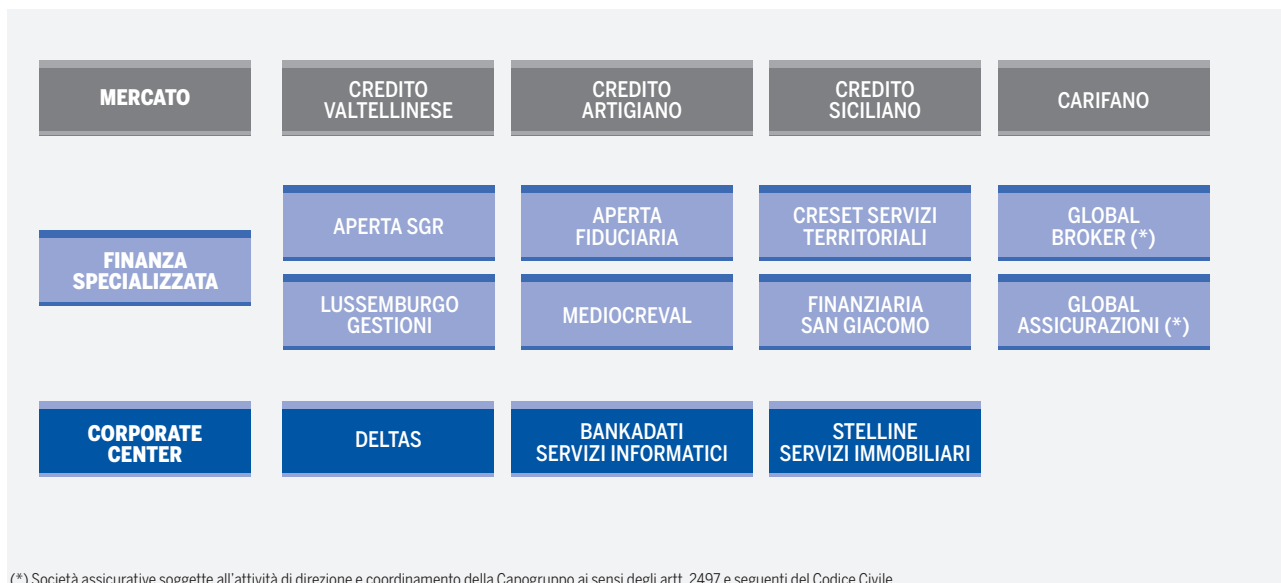 MERCATO
CREDITO
VALTELLINESE
CREDITO
ARTIGIANO
CREDITO
SICILIANO
CARIFANO
FINANZA
SPECIALIZZATA
APERTA SGR
APERTA
FIDUCIARIA
CRESET SERVIZI
TERRITORIALI
GLOBAL
BROKER (*)
LUSSEMBURGO
GESTIONI
MEDIOCREVAL
FINANZIARIA
SAN GIACOMO
GLOBAL
ASSICURAZIONI (*)
CORPORATE
CENTER
DELTAS
BANKADATI
SERVIZI INFORMATICI
STELLINE
SERVIZI IMMOBILIARI
(*) Società assicurative soggette all'attività di direzione e coordinamento della Capogruppo ai sensi degli artt. 2497 e seguenti del Codice Civile